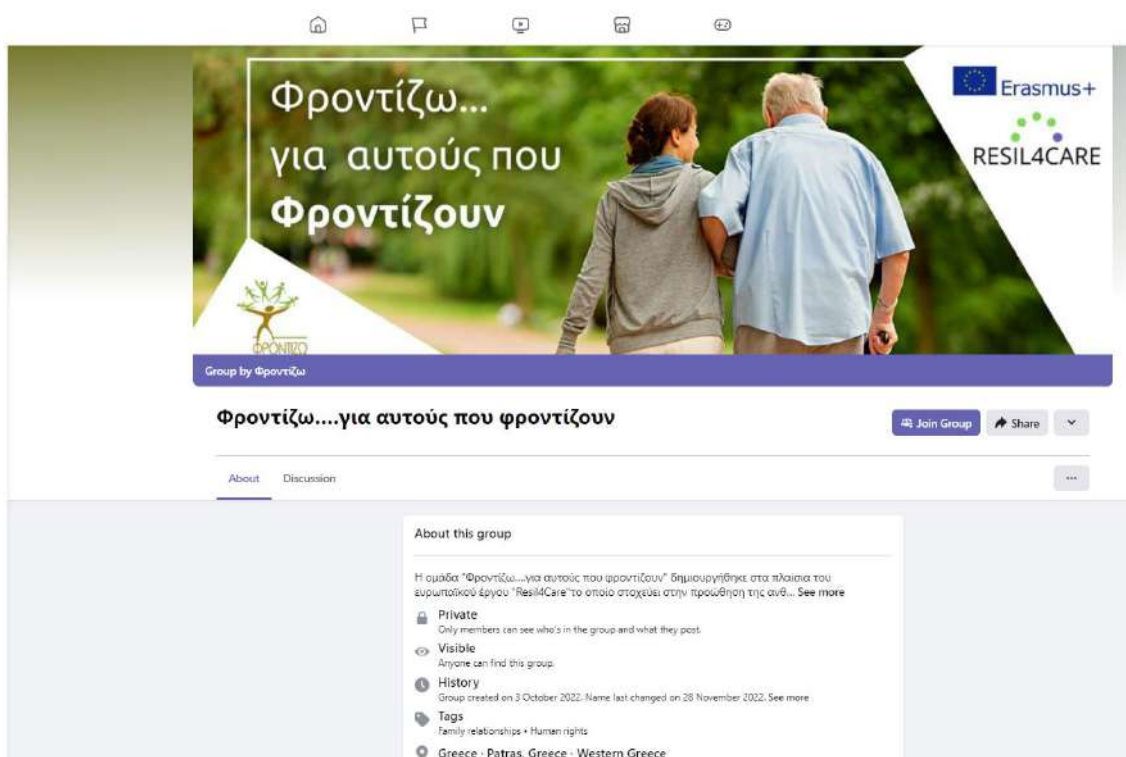 Φροντίζω...
για αυτούς που
Φροντίζουν
Erasmus+
RESIL4CARE
ΦΡΟΝΤΙΖΩ
Group by Φροντίζω
Φροντίζω....για αυτούς που φροντίζουν
Join Group
Share
About
Discussion
About this group
Η ομάδα "Φροντίζω....για αυτούς που φροντίζουν" δημιουργήθηκε στα πλαίσια του
ευρωπαϊκού έργου "Resil4Care"το οποίο στοχεύει στην προώθηση της ανθ... See more
Private
Only members can see who's in the group and what they post.
Visible
Anyone can find this group.
History
Group created on 3 October 2022. Name last changed on 28 November 2022. See more
Tags
Family relationships • Human rights
Greece · Patras, Greece · Western Greece